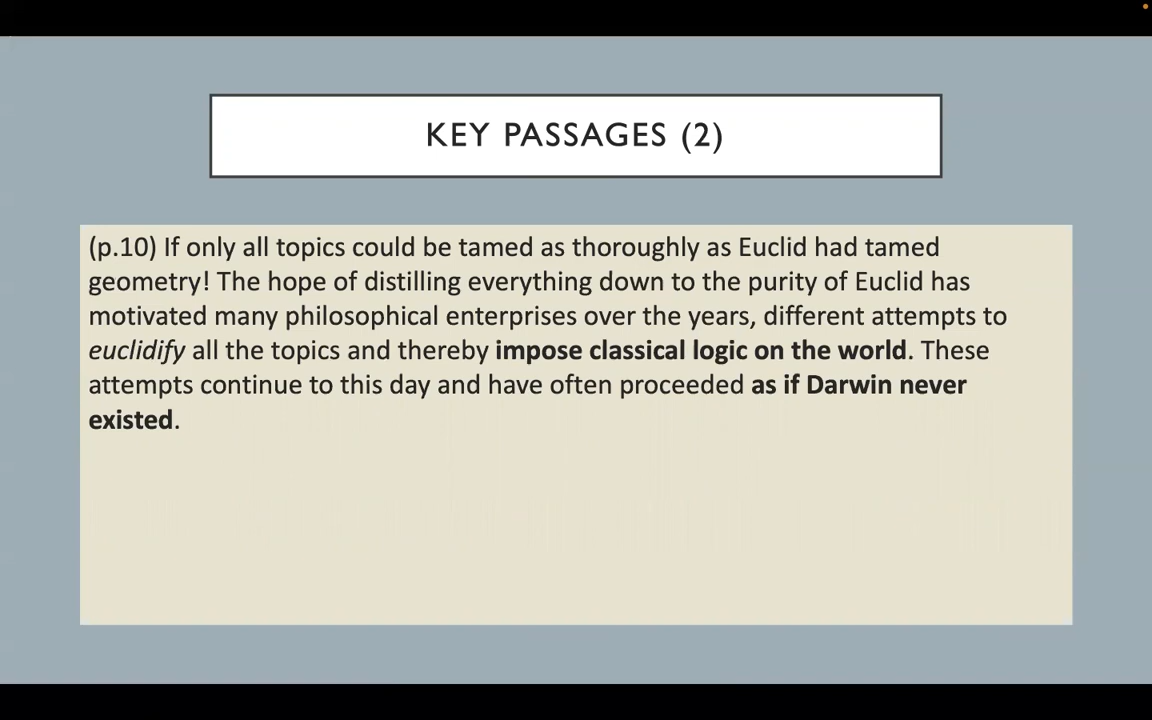 KEY PASSAGES (2)
(p.10) If only all topics could be tamed as thoroughly as Euclid had tamed
geometry! The hope of distilling everything down to the purity of Euclid has
motivated many philosophical enterprises over the years, different attempts to
euclidify all the topics and thereby impose classical logic on the world. These
attempts continue to this day and have often proceeded as if Darwin never
existed.